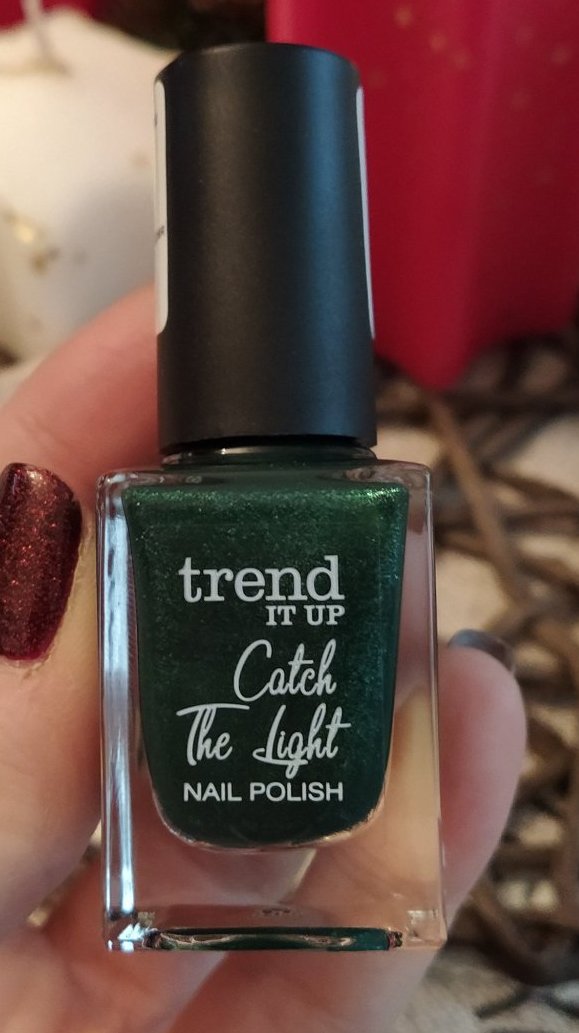 trend
IT UP
Catch
The Light
NAIL POLISH